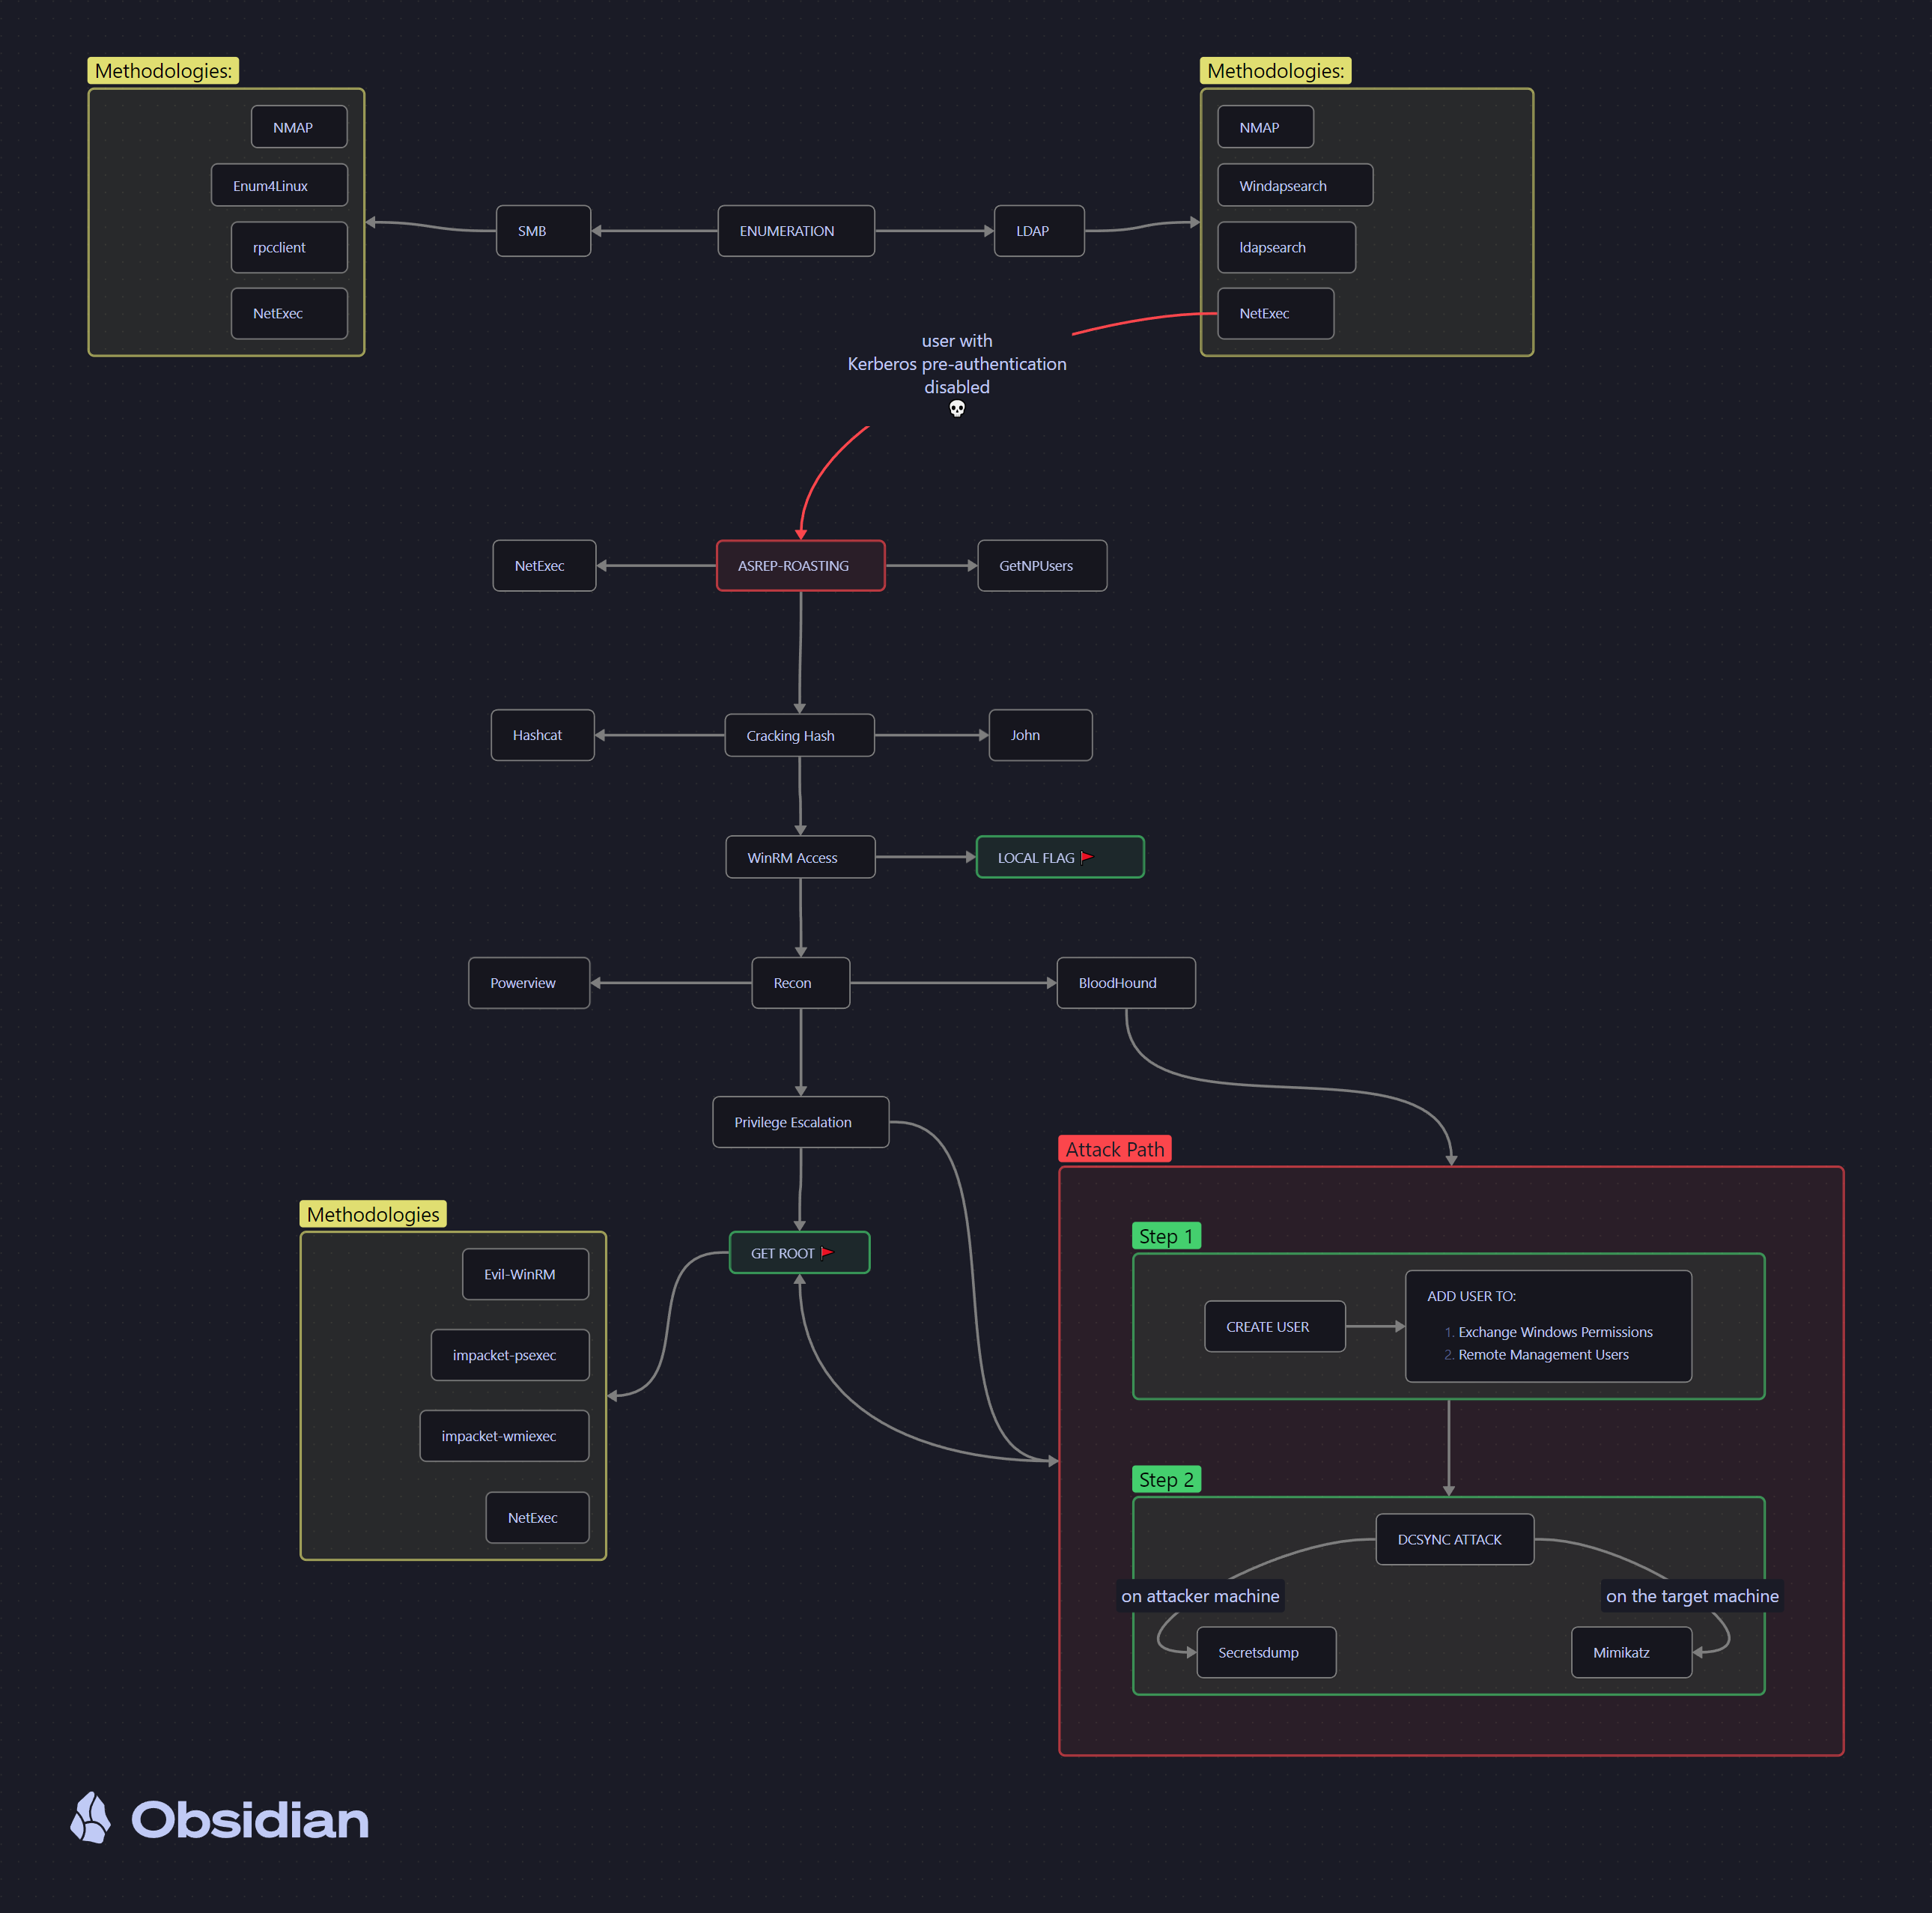 Methodologies:
NMAP
Enum4Linux
rpcclient
NetExec
SMB
ENUMERATION
LDAP
Methodologies:
NMAP
Windapsearch
ldapsearch
NetExec
user with
Kerberos pre-authentication
disabled
💀
NetExec
ASREP-ROASTING
GetNPUsers
Hashcat
Cracking Hash
John
WinRM Access
LOCAL FLAG 🚩
Powerview
Recon
BloodHound
Privilege Escalation
GET ROOT 🚩
Methodologies
Evil-WinRM
impacket-psexec
impacket-wmiexec
NetExec
Attack Path
Step 1
CREATE USER
ADD USER TO:
1. Exchange Windows Permissions
2. Remote Management Users
Step 2
DCSYNC ATTACK
on attacker machine
on the target machine
Secretsdump
Mimikatz
Obsidian